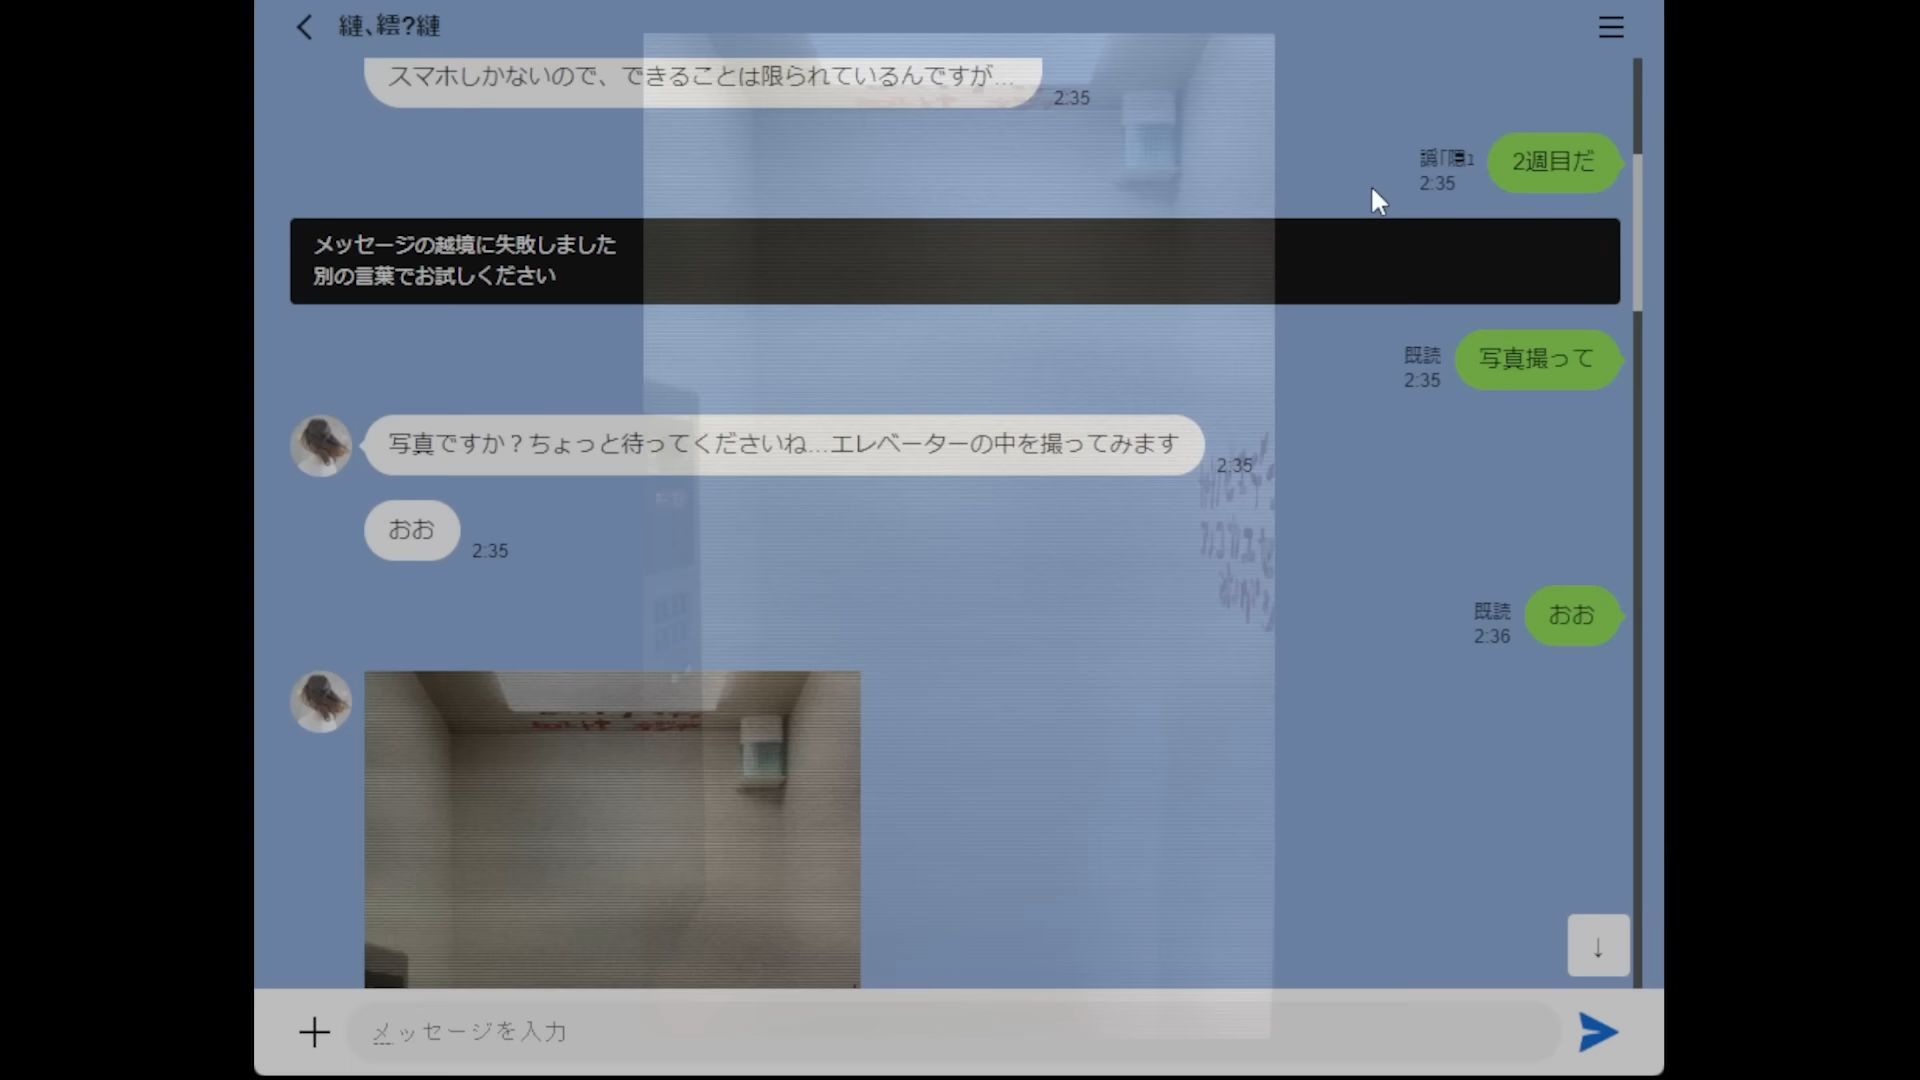 縺、繧?縺
スマホしかないので、できることは限られているんですが...
2:35
2週目だ
2:35
メッセージの越境に失敗しました
別の言葉でお試しください
写真撮って
既読
2:35
写真ですか？ちょっと待ってくださいね...エレベーターの中を撮ってみます
2:35
おお
2:35
おお
既読
2:36
↓
メッセージを入力